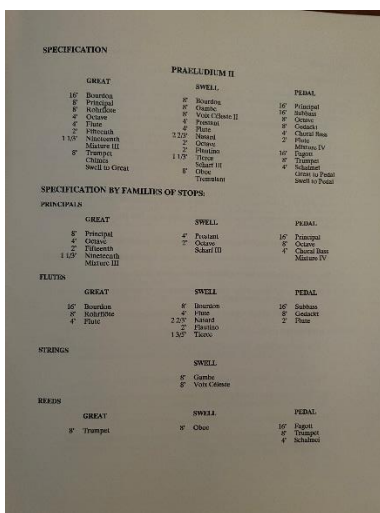 SPECIFICATION
PRAELUDIUM II
GREAT
16' Bourdon
8' Principal
8' Rohrflöte
4' Octave
4' Flute
2' Fifteenth
1 1/3' Nineteenth
Mixture III
8' Trumpet
Chimes
Swell to Great
SWELL
8' Bourdon
8' Gambe
8' Voix Céleste II
4' Prestant
4' Flute
2 2/3' Nasard
2' Octave
2' Flautino
Tierce
Scharf III
8' Oboe
Tremulant
PEDAL
16' Principal
16' Subbass
8' Octave
8' Gedackt
4' Choral Bass
2' Flute
Mixture IV
16' Fagott
8' Trumpet
4' Schalmei
Great to Pedal
Swell to Pedal
SPECIFICATION BY FAMILIES OF STOPS:
PRINCIPALS
GREAT
8' Principal
4' Octave
2' Fifteenth
1 1/3' Nineteenth
Mixture III
SWELL
4' Prestant
2' Octave
Scharf III
PEDAL
16' Principal
8' Octave
4' Choral Bass
Mixture IV
FLUTES
GREAT
16' Bourdon
8' Rohrflöte
4' Flute
SWELL
8' Bourdon
4' Flute
2 2/3' Nasard
2' Flautino
Tierce
PEDAL
16' Subbass
8' Gedackt
2' Flute
STRINGS
SWELL
8' Gambe
8' Voix Céleste
REEDS
GREAT
8' Trumpet
SWELL
8' Oboe
PEDAL
16' Fagott
8' Trumpet
4' Schalmei